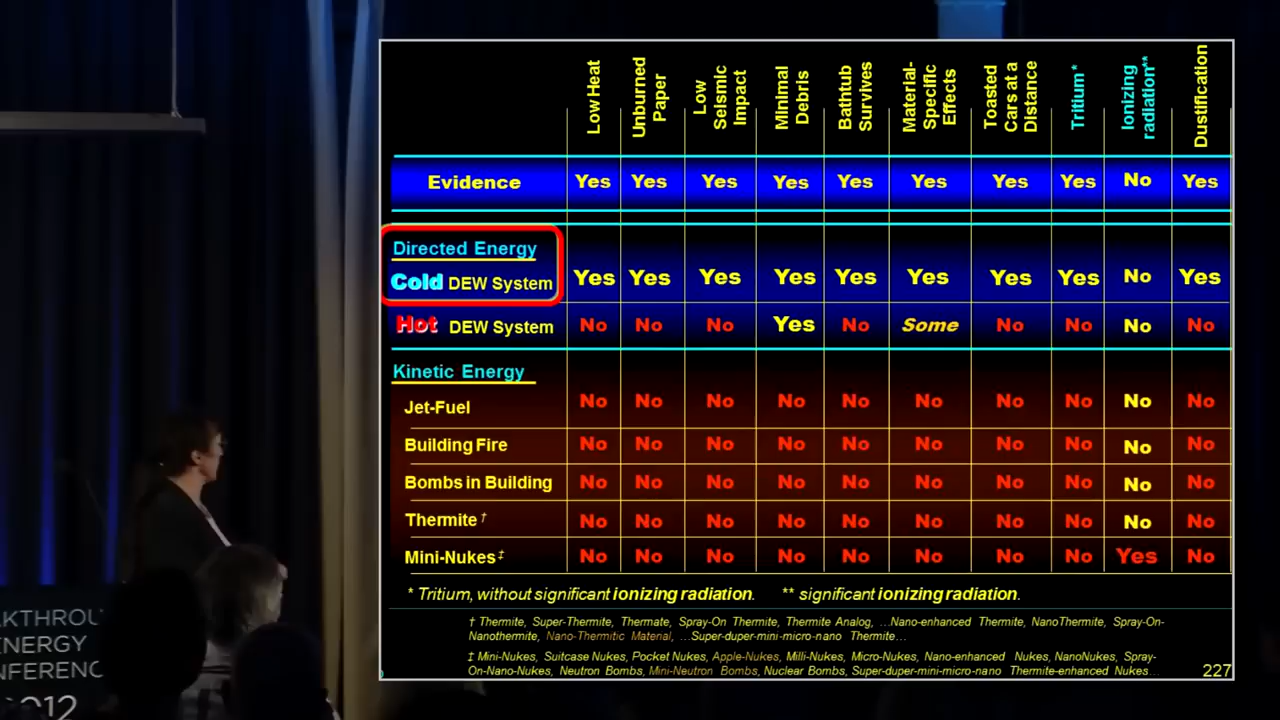 Low Heat
Unburned
Paper
Low
Seismic
Impact
Minimal
Debris
Bathtub
Survives
Material-
Specific
Effects
Toasted
Cars at a
Distance
Tritium*
Ionizing
radiation**
Dustification
Evidence Yes Yes Yes Yes Yes Yes Yes Yes No Yes
Directed Energy
Cold DEW System Yes Yes Yes Yes Yes Yes Yes Yes No Yes
Hot DEW System No No No Yes No Some No No No No
Kinetic Energy
Jet-Fuel No No No No No No No No No No
Building Fire No No No No No No No No No No
Bombs in Building No No No No No No No No No No
Thermite† No No No No No No No No No No
Mini-Nukes‡ No No No No No No No No Yes No
* Tritium, without significant ionizing radiation. ** significant ionizing radiation.
† Thermite, Super-Thermite, Thermate, Spray-On Thermite, Thermite Analog, ...Nano-enhanced Thermite, NanoThermite, Spray-On-
Nanothermite, Nano-Thermitic Material, ...Super-duper-mini-micro-nano Thermite...
‡ Mini-Nukes, Suitcase Nukes, Pocket Nukes, Apple-Nukes, Milli-Nukes, Micro-Nukes, Nano-enhanced Nukes, NanoNukes, Spray-
On-Nano-Nukes, Neutron Bombs, Mini-Neutron Bombs, Nuclear Bombs, Super-duper-mini-micro-nano Thermite-enhanced Nukes...
227
AKTHROU
ENERGY
NFERENC
2012